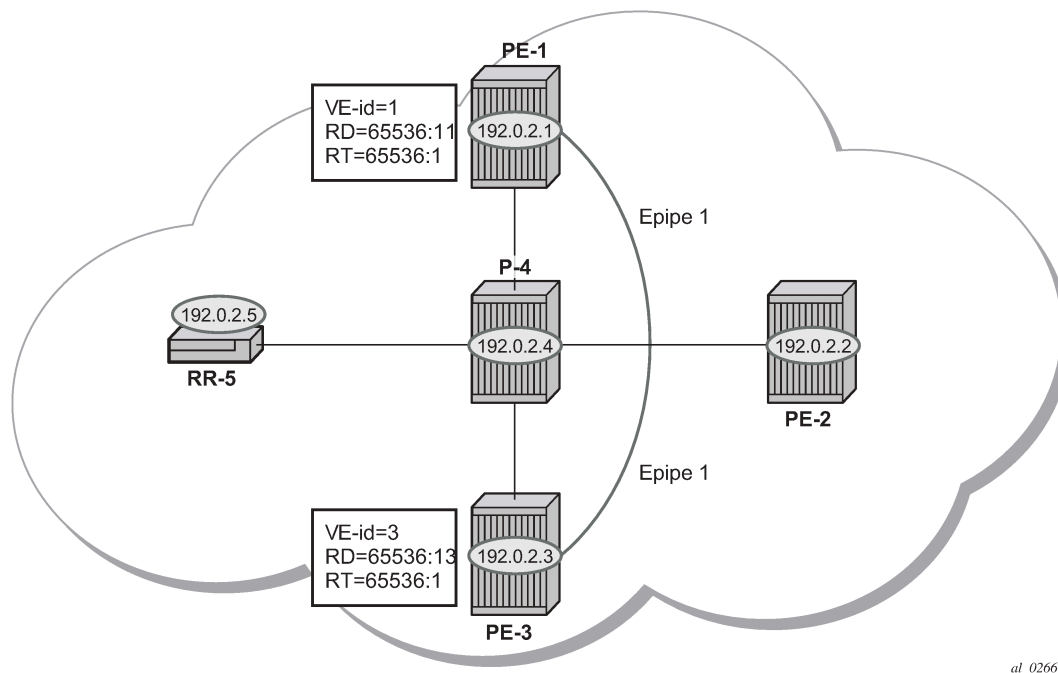 PE-1
VE-id=1
RD=65536:11
RT=65536:1
192.0.2.1
Epipe 1
P-4
192.0.2.5
192.0.2.4
192.0.2.2
RR-5
PE-2
Epipe 1
VE-id=3
RD=65536:13
RT=65536:1
192.0.2.3
PE-3
al_0266